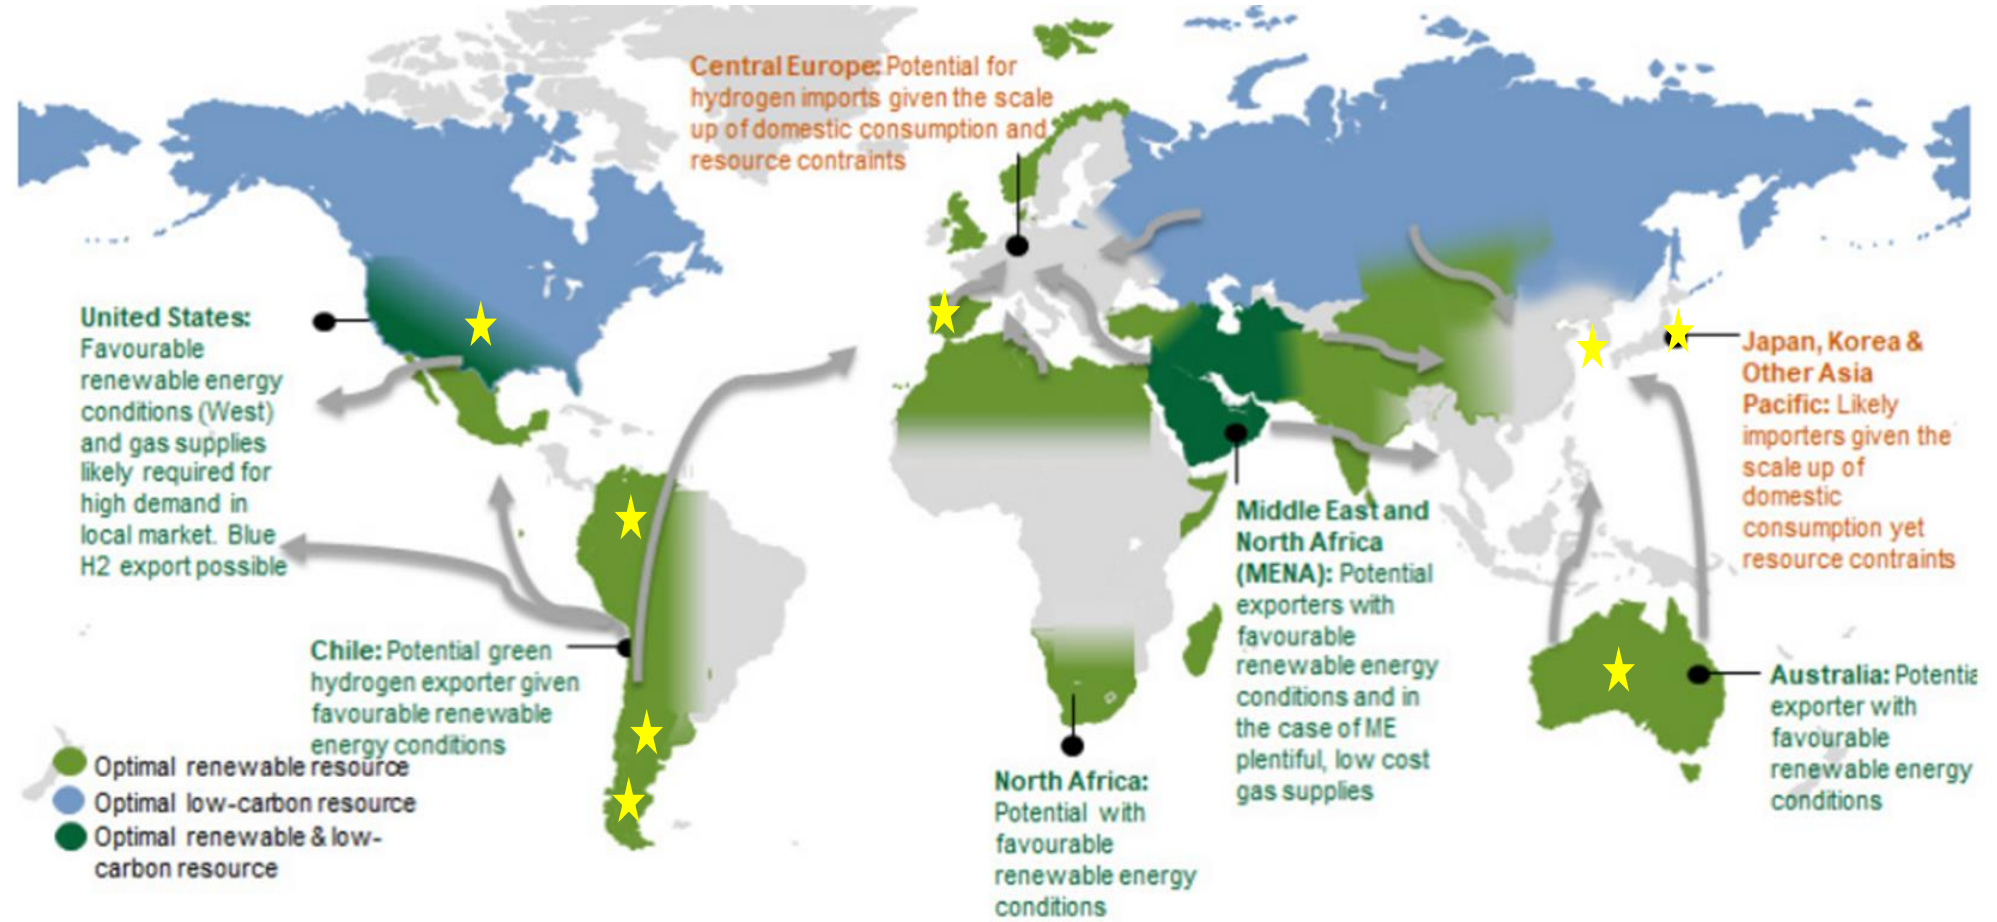 Central Europe: Potential for
hydrogen imports given the scale
up of domestic consumption and
resource contraints
United States:
Favourable
renewable energy
conditions (West)
and gas supplies
likely required for
high demand in
local market. Blue
H2 export possible
Chile: Potential green
hydrogen exporter given
favourable renewable
energy conditions
Optimal renewable resource
Optimal low-carbon resource
Optimal renewable & low-
carbon resource
North Africa:
Potential with
favourable
renewable energy
conditions
Middle East and
North Africa
(MENA): Potential
exporters with
favourable
renewable energy
conditions and in
the case of ME
plentiful, low cost
gas supplies
Japan, Korea &
Other Asia
Pacific: Likely
importers given the
scale up of
domestic
consumption yet
resource contraints
Australia: Potentia
exporter with
favourable
renewable energy
conditions